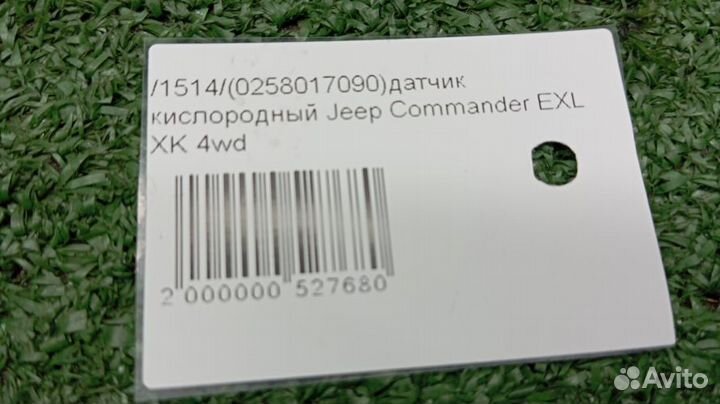 /1514/(0258017090)датчик
кислородный Jeep Commander EXL
XK 4wd
2 000000 527680
Avito